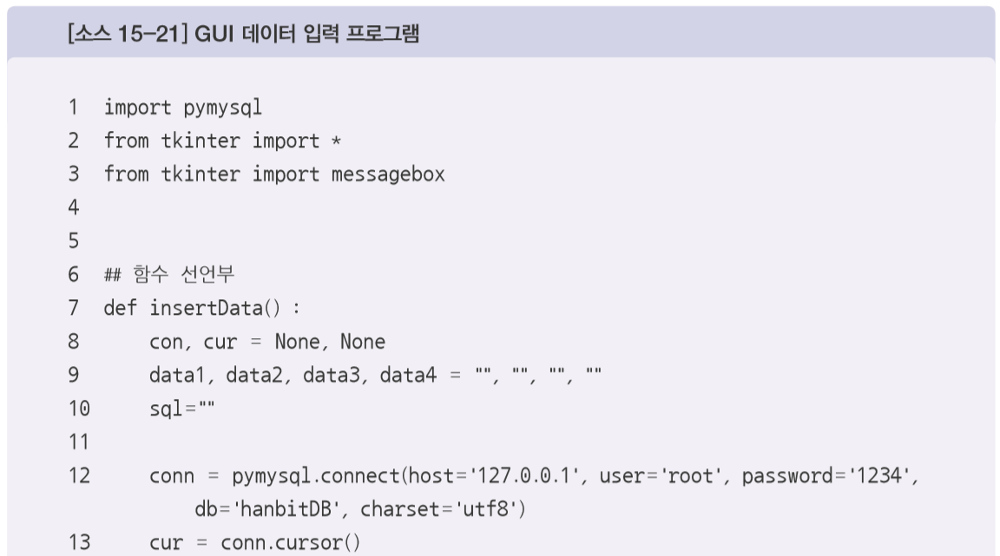 [소스 15–21] GUI 데이터 입력 프로그램
1 import pymysql
2 from tkinter import *
3 from tkinter import messagebox
4
5
6 ## 함수 선언부
7 def insertData() :
8     con, cur = None, None
9     data1, data2, data3, data4 = "", "", "", ""
10     sql=""
11
12     conn = pymysql.connect(host='127.0.0.1', user='root', password='1234',
        db='hanbitDB', charset='utf8')
13     cur = conn.cursor()